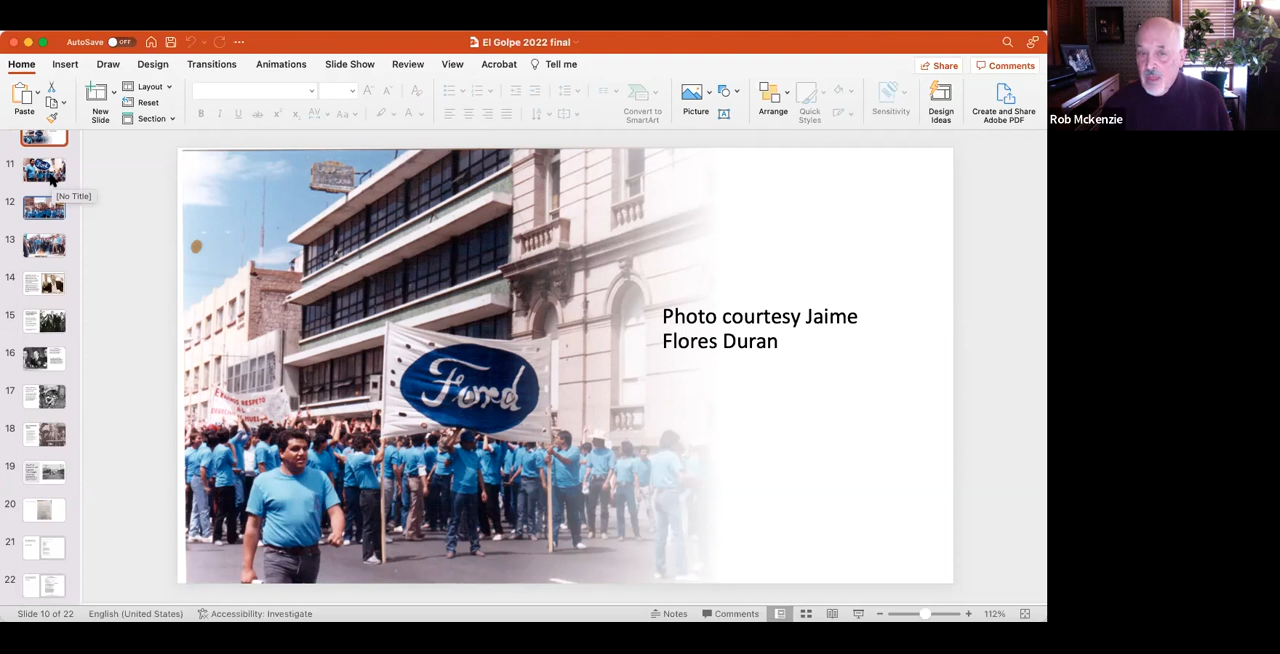 AutoSave OFF
El Golpe 2022 final
Home Insert Draw Design Transitions Animations Slide Show Review View Acrobat Tell me
Share Comments
Paste
New Slide
Layout
Reset
Section
Convert to SmartArt
Picture
Arrange
Quick Styles
Sensitivity
Design Ideas
Create and Share Adobe PDF
Rob Mckenzie
11
[No Title]
12
13
14
15
16
17
18
19
20
21
22
Ford
RESPETO
Photo courtesy Jaime
Flores Duran
Slide 10 of 22 English (United States) Accessibility: Investigate Notes Comments 112%